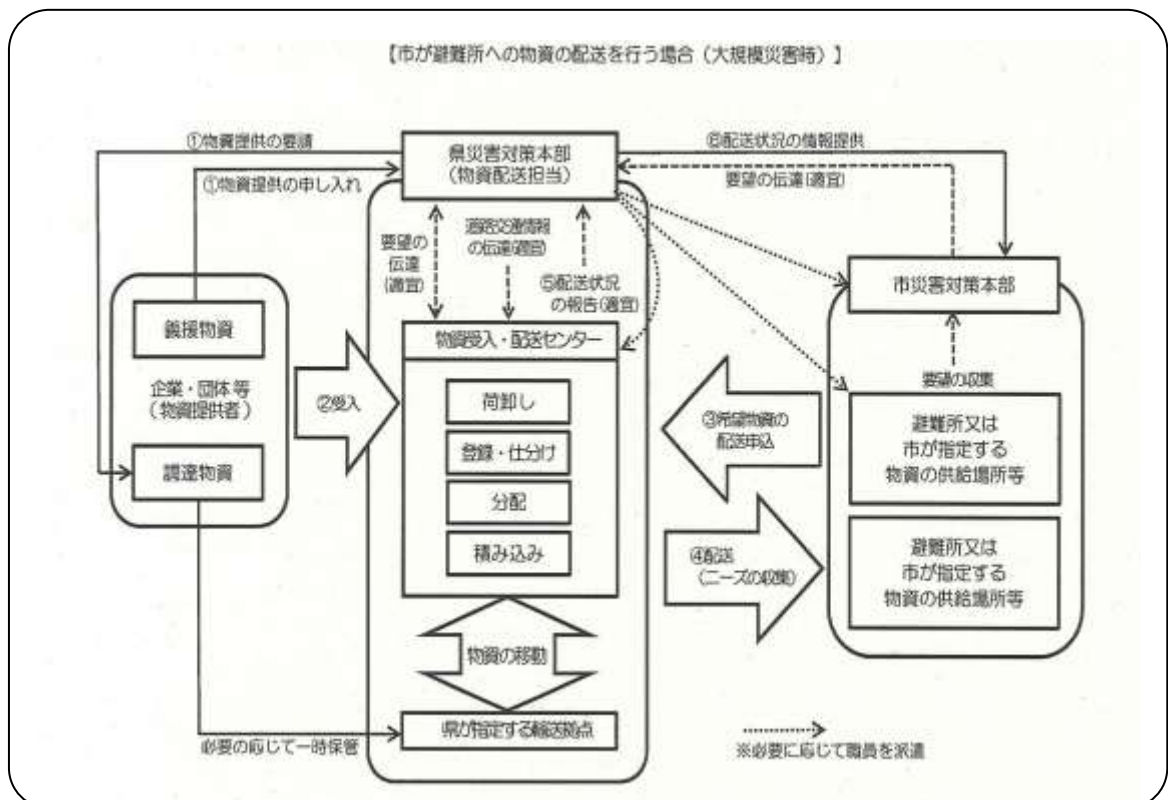 【市が避難所への物資の配送を行う場合（大規模災害時）】
①物資提供の要請
県災害対策本部
（物資配送担当）
⑥配送状況の情報提供
要望の伝達(適宜)
①物資提供の申し入れ
要望の
伝達
(適宜)
道路交通情報
の伝達(適宜)
⑤配送状況
の報告(適宜)
市災害対策本部
義援物資
企業・団体等
（物資提供者）
調達物資
②受入
物資受入・配送センター
荷卸し
登録・仕分け
分配
積み込み
③希望物資の
配送申込
④配送
（ニーズの収集）
要望の収集
避難所又は
市が指定する
物資の供給場所等
避難所又は
市が指定する
物資の供給場所等
物資の移動
県が指定する輸送拠点
必要の応じて一時保管
※必要に応じて職員を派遣